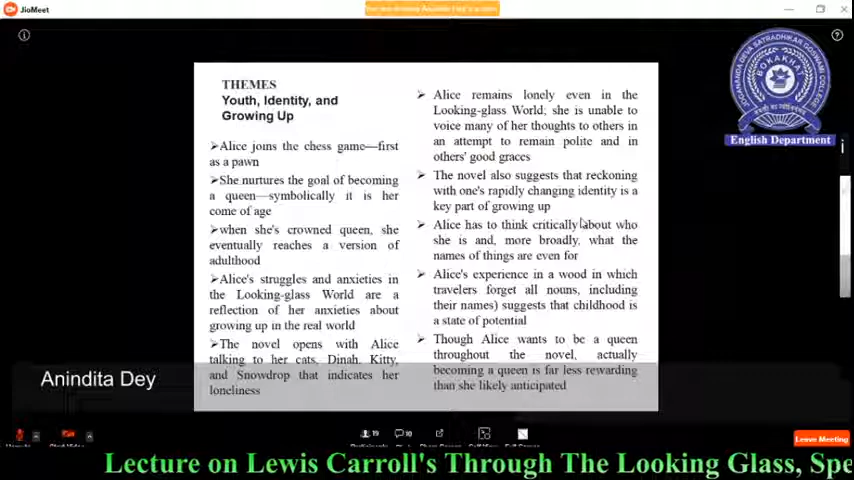 JioMeet
THEMES
Youth, Identity, and
Growing Up
➢Alice joins the chess game—first
as a pawn
➢She nurtures the goal of becoming
a queen—symbolically it is her
come of age
➢when she's crowned queen, she
eventually reaches a version of
adulthood
➢Alice's struggles and anxieties in
the Looking-glass World are a
reflection of her anxieties about
growing up in the real world
➢The novel opens with Alice
talking to her cats, Dinah, Kitty,
and Snowdrop that indicates her
loneliness
➢ Alice remains lonely even in the
Looking-glass World; she is unable to
voice many of her thoughts to others in
an attempt to remain polite and in
others' good graces
➢ The novel also suggests that reckoning
with one's rapidly changing identity is a
key part of growing up
➢ Alice has to think critically about who
she is and, more broadly, what the
names of things are even for
➢ Alice's experience in a wood in which
travelers forget all nouns, including
their names) suggests that childhood is
a state of potential
➢ Though Alice wants to be a queen
throughout the novel, actually
becoming a queen is far less rewarding
than she likely anticipated
JOGANANDA DEVA SATRADHIKAR GOSWAMI COLLEGE
BOKAKHAT
English Department
i
Anindita Dey
19
10
Leave Meeting
Lecture on Lewis Carroll's Through The Looking Glass, Spe